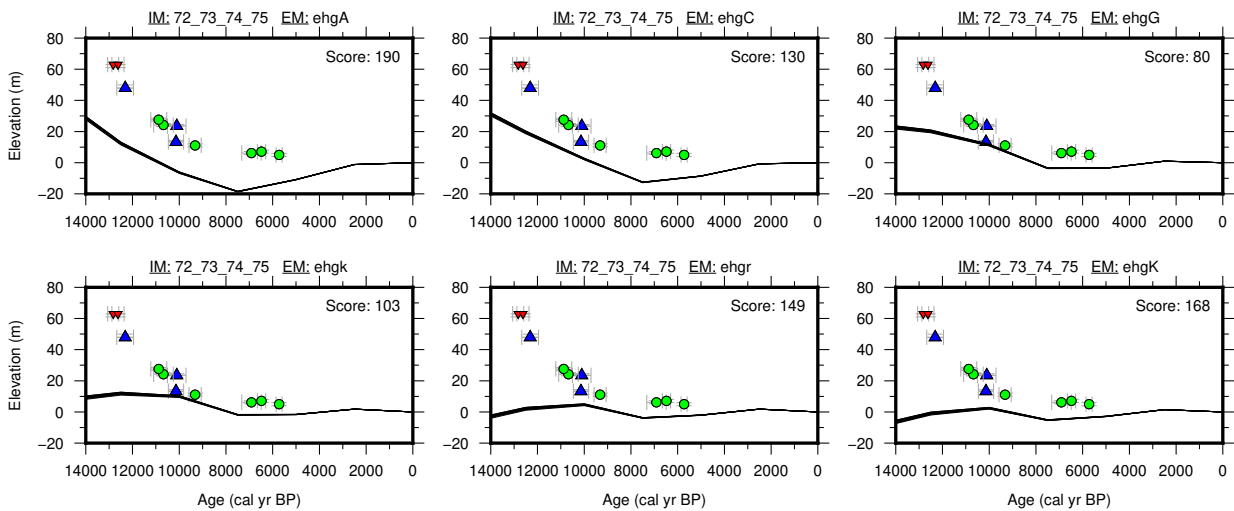 IM: 72_73_74_75 EM: ehgA
IM: 72_73_74_75 EM: ehgC
IM: 72_73_74_75 EM: ehgG
Score: 190
Score: 130
Score: 80
Elevation (m)
80
60
40
20
0
−20
80
60
40
20
0
−20
80
60
40
20
0
−20
14000 12000 10000 8000 6000 4000 2000 0
14000 12000 10000 8000 6000 4000 2000 0
14000 12000 10000 8000 6000 4000 2000 0
IM: 72_73_74_75 EM: ehgk
IM: 72_73_74_75 EM: ehgr
IM: 72_73_74_75 EM: ehgK
Score: 103
Score: 149
Score: 168
Elevation (m)
80
60
40
20
0
−20
80
60
40
20
0
−20
80
60
40
20
0
−20
14000 12000 10000 8000 6000 4000 2000 0
14000 12000 10000 8000 6000 4000 2000 0
14000 12000 10000 8000 6000 4000 2000 0
Age (cal yr BP)
Age (cal yr BP)
Age (cal yr BP)